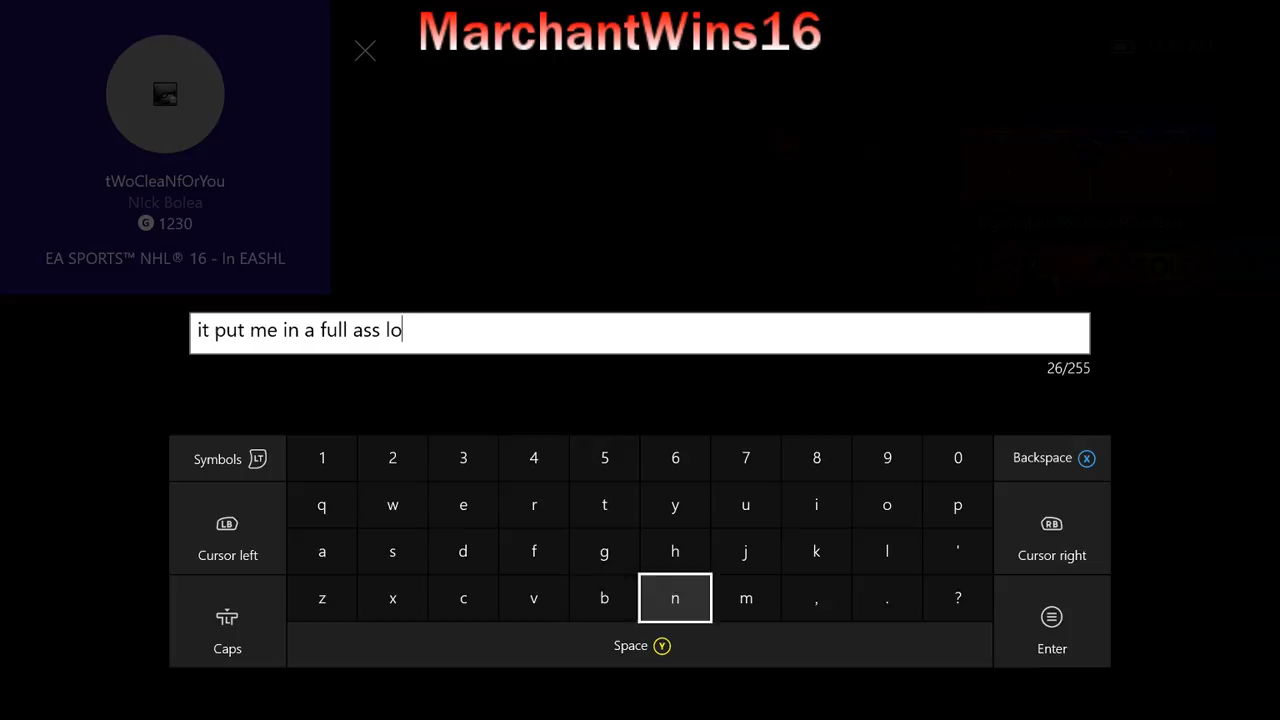 MarchantWins16
tWoCleaNfOrYou
NIck Bolea
G 1230
EA SPORTS™ NHL® 16 - In EASHL
it put me in a full ass lo
26/255
Symbols LT 1 2 3 4 5 6 7 8 9 0 Backspace X
q w e r t y u i o p
LB RB
Cursor left a s d f g h j k l ' Cursor right
z x c v b n m , . ?
LT
Caps Space Y Enter